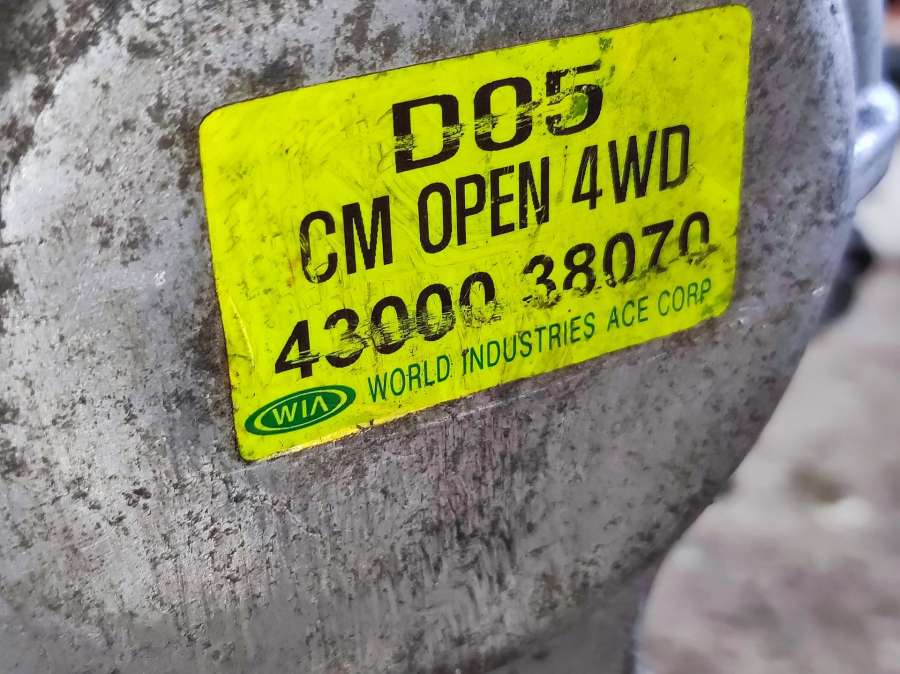 D05
CM OPEN 4WD
43000 38070
WIA WORLD INDUSTRIES ACE CORP